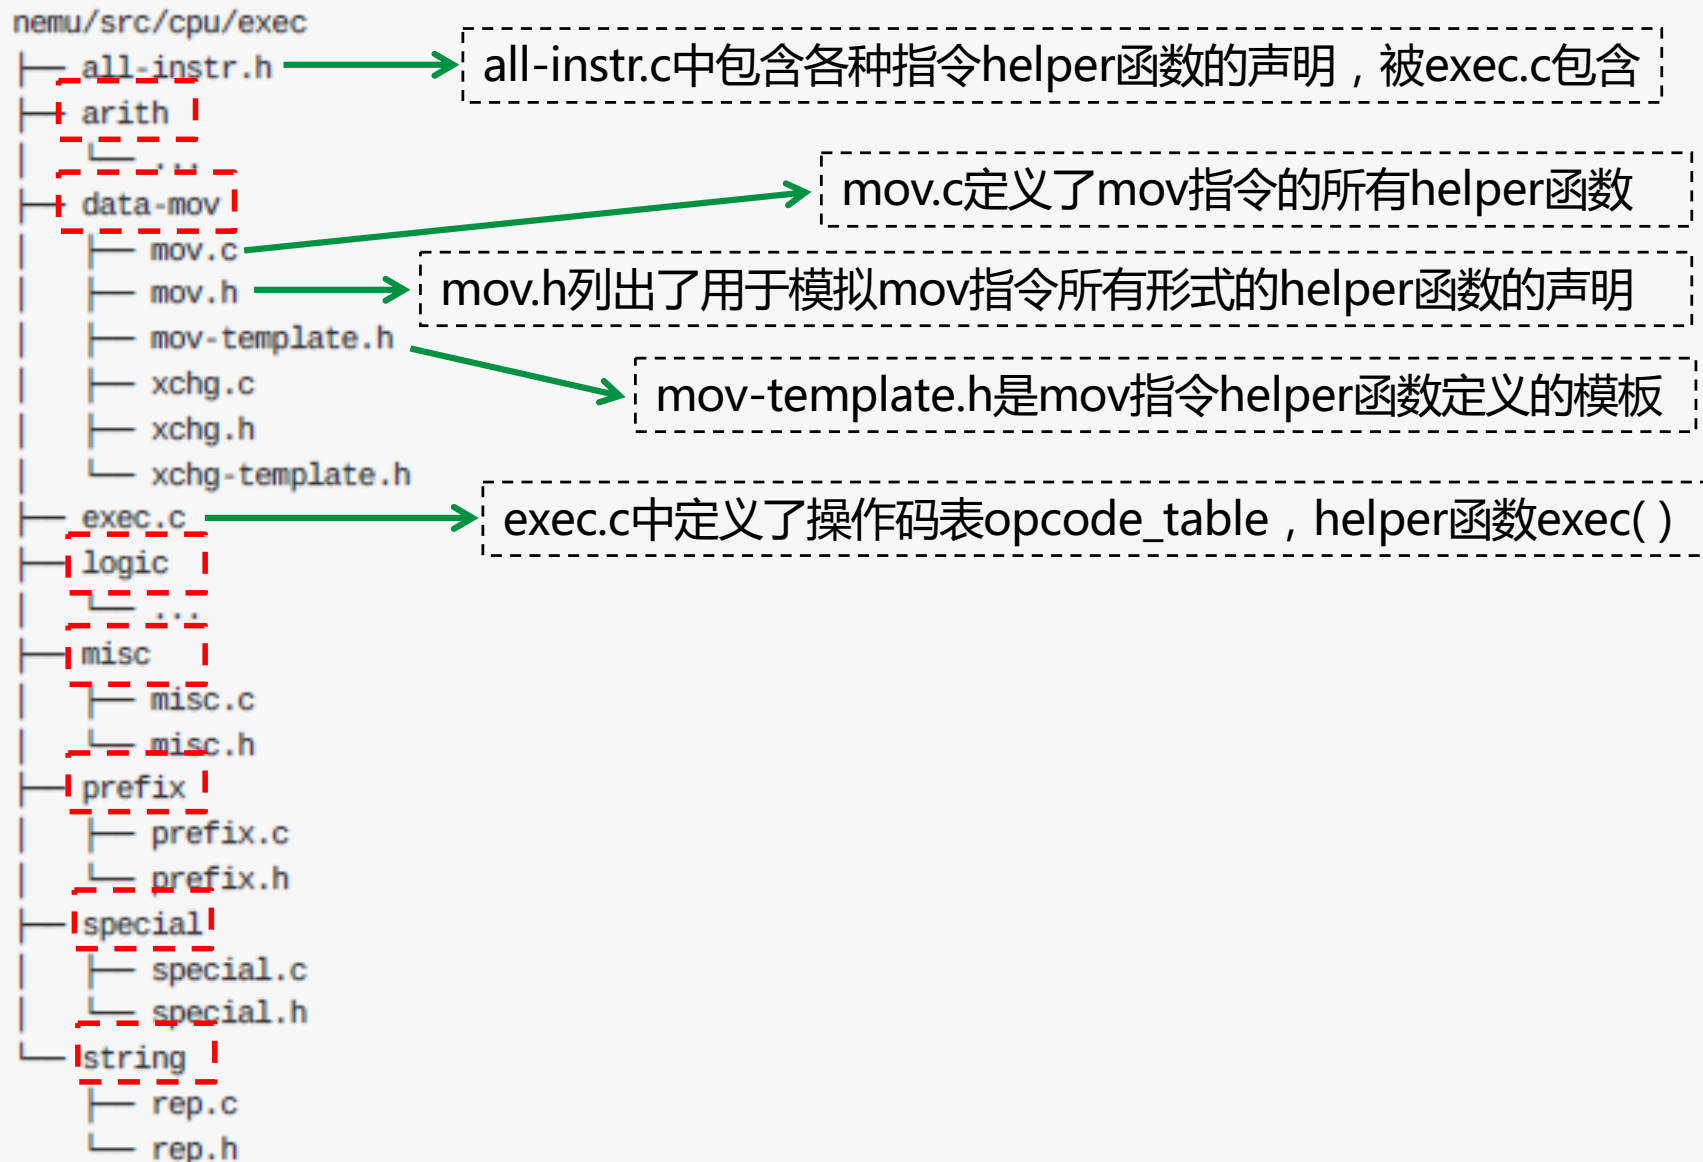 nemu/src/cpu/exec
├── all-instr.h
all-instr.c中包含各种指令helper函数的声明，被exec.c包含
├── arith
│   └── ...
├── data-mov
mov.c定义了mov指令的所有helper函数
│   ├── mov.c
│   ├── mov.h
mov.h列出了用于模拟mov指令所有形式的helper函数的声明
│   ├── mov-template.h
mov-template.h是mov指令helper函数定义的模板
│   ├── xchg.c
│   ├── xchg.h
│   └── xchg-template.h
├── exec.c
exec.c中定义了操作码表opcode_table，helper函数exec( )
├── logic
│   └── ...
├── misc
│   ├── misc.c
│   └── misc.h
├── prefix
│   ├── prefix.c
│   └── prefix.h
├── special
│   ├── special.c
│   └── special.h
└── string
    ├── rep.c
    └── rep.h